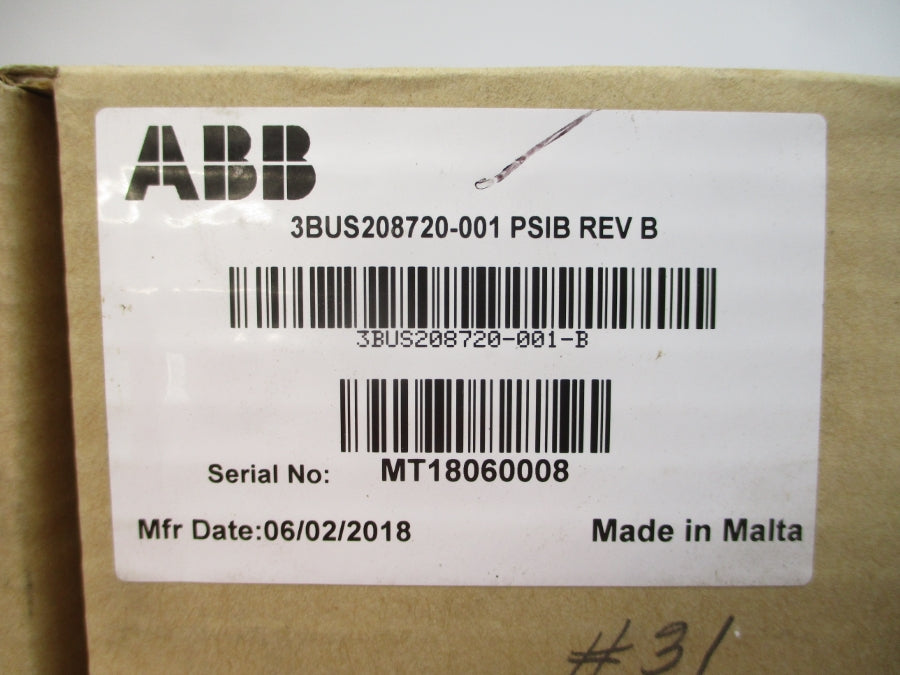 ABB
3BUS208720-001 PSIB REV B
3BUS208720-001-B
Serial No: MT18060008
Mfr Date:06/02/2018 Made in Malta
#31